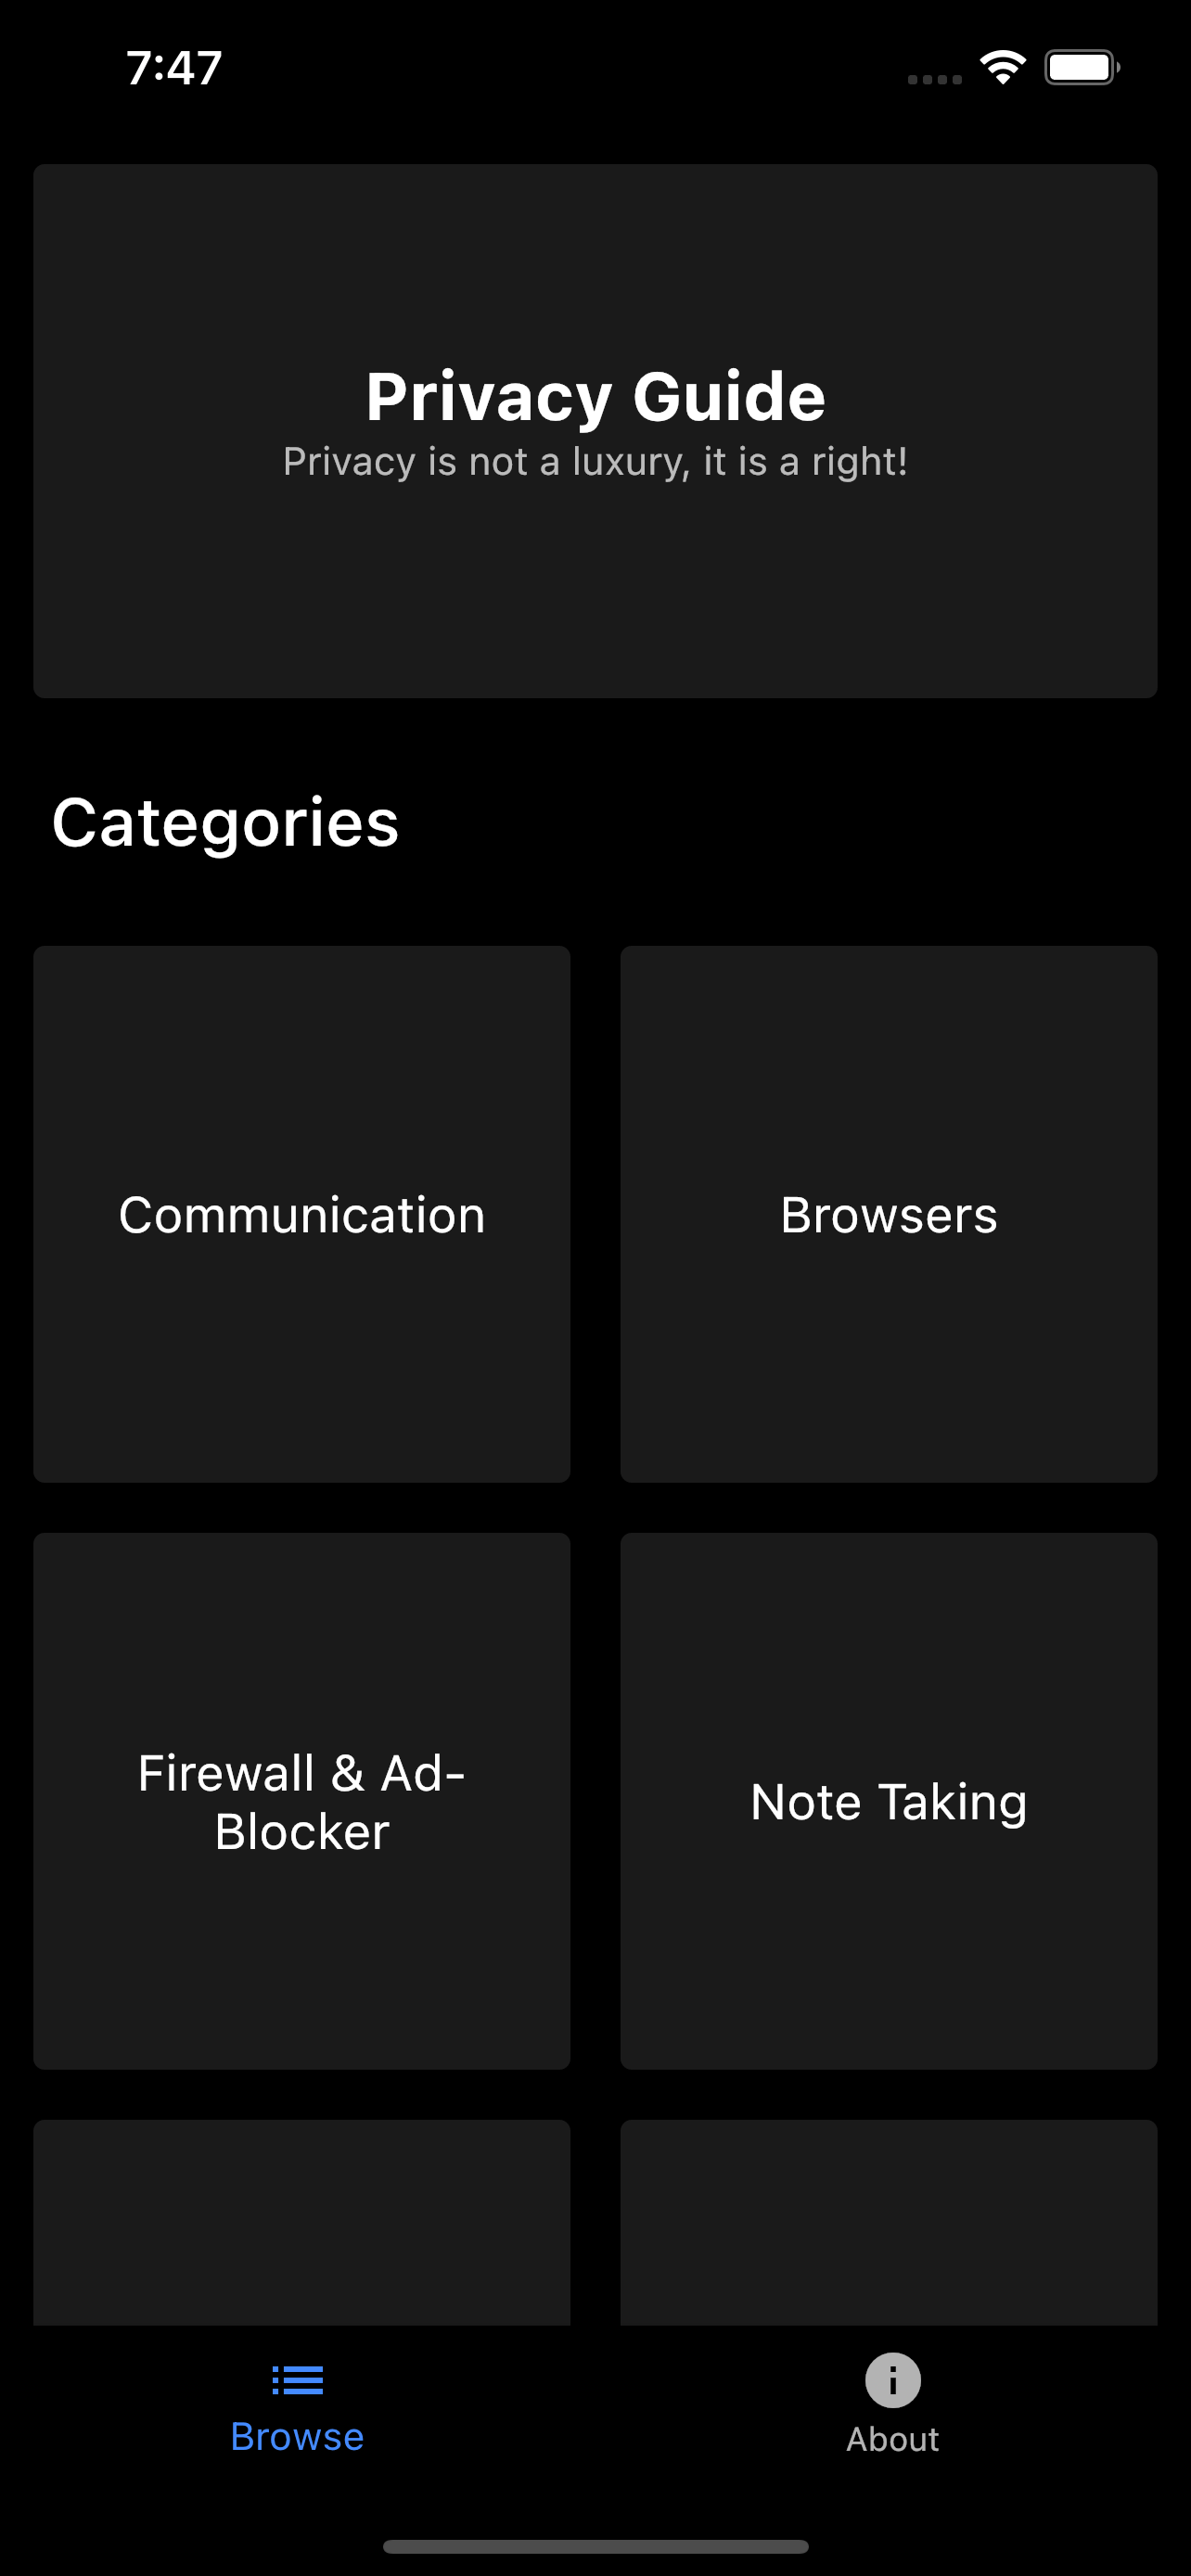 7:47
Privacy Guide
Privacy is not a luxury, it is a right!
Categories
Communication
Browsers
Firewall & Ad-
Blocker
Note Taking
Browse
About